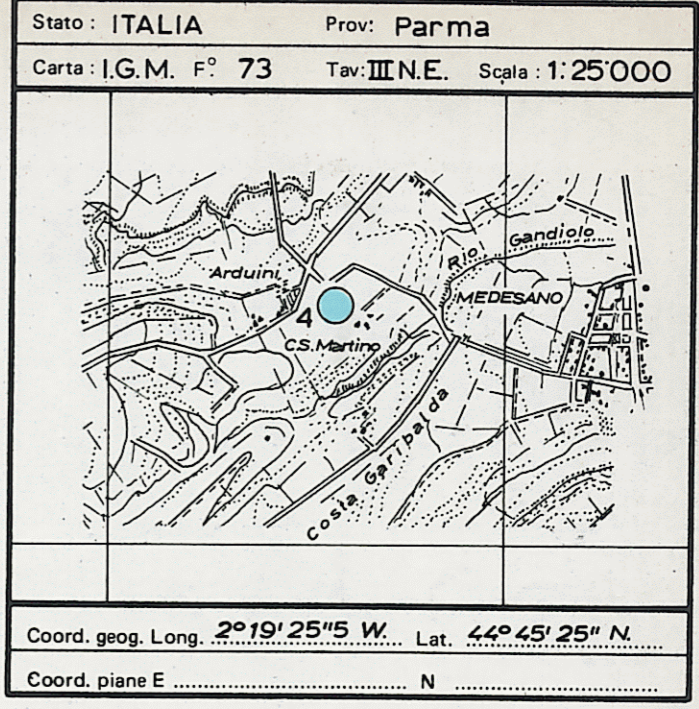 Stato : ITALIA Prov: Parma
Carta : I.G.M. F° 73 Tav: III N.E. Scala : 1:25'000
Rio Gandiolo
Arduini
MEDESANO
4
C.S. Martino
Costa Garibalda
Coord. geog. Long. 2° 19' 25"5 W. Lat. 44° 45' 25" N.
Coord. piane E ........................................ N ...................................